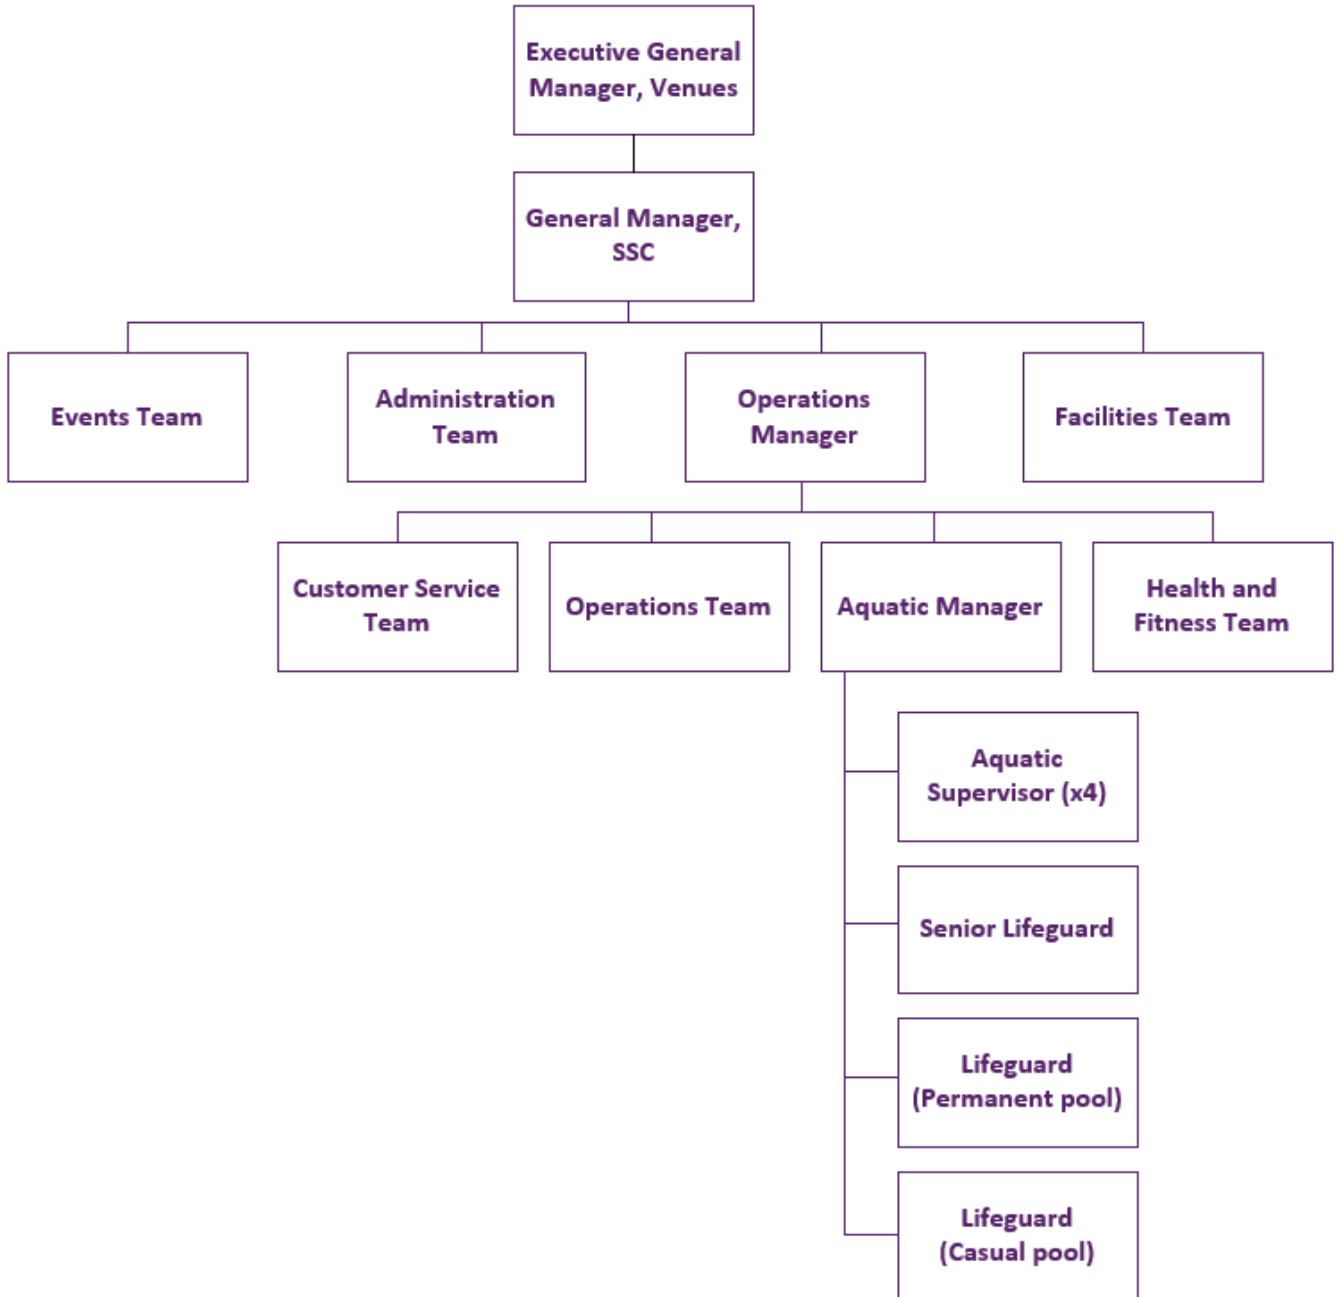 Executive General
Manager, Venues
General Manager,
SSC
Events Team
Administration
Team
Operations
Manager
Facilities Team
Customer Service
Team
Operations Team
Aquatic Manager
Health and
Fitness Team
Aquatic
Supervisor (x4)
Senior Lifeguard
Lifeguard
(Permanent pool)
Lifeguard
(Casual pool)